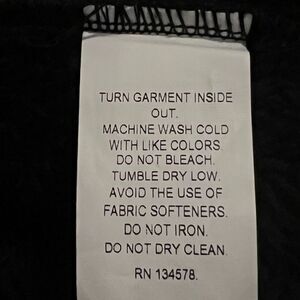 TURN GARMENT INSIDE
OUT.
MACHINE WASH COLD
WITH LIKE COLORS
DO NOT BLEACH.
TUMBLE DRY LOW.
AVOID THE USE OF
FABRIC SOFTENERS.
DO NOT IRON.
DO NOT DRY CLEAN.
RN 134578.